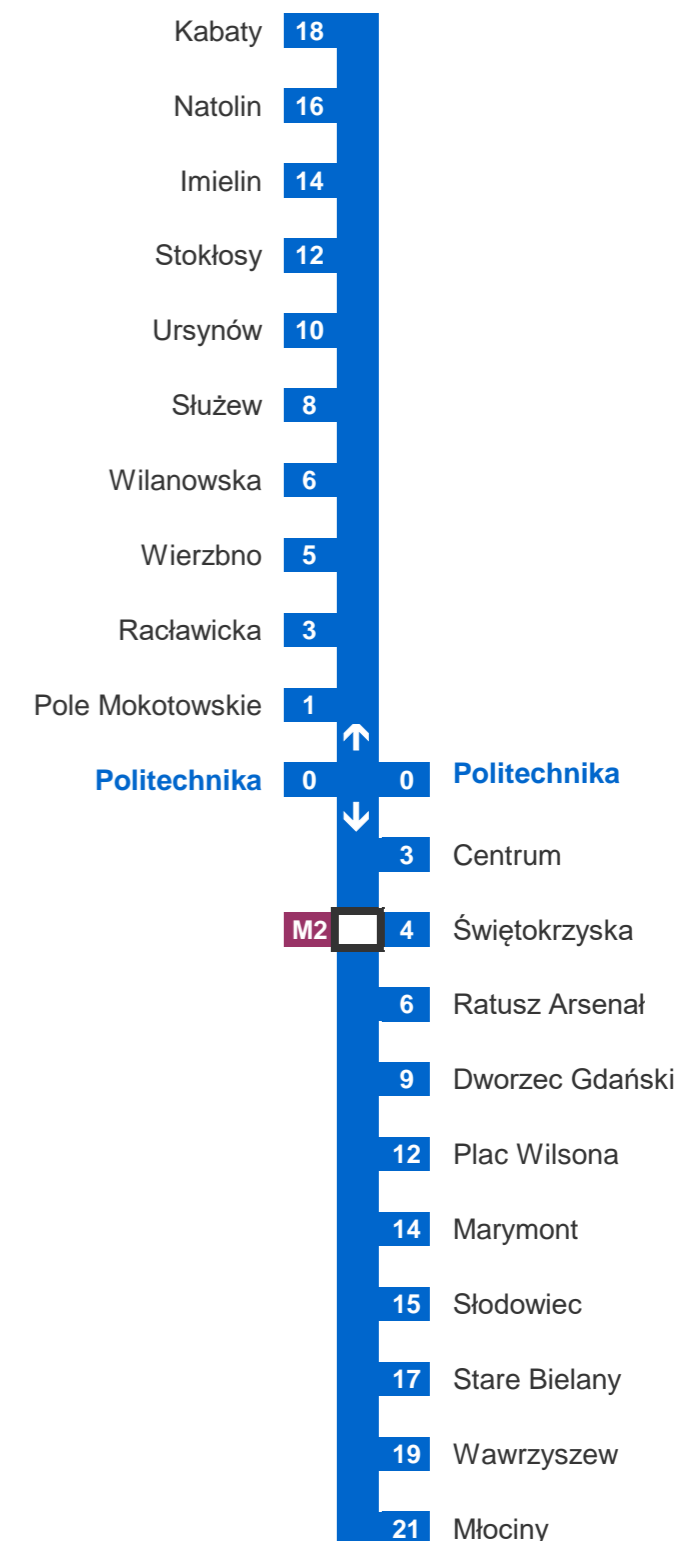 Kabaty 18
Natolin 16
Imielin 14
Stokłosy 12
Ursynów 10
Służew 8
Wilanowska 6
Wierzbno 5
Racławicka 3
Pole Mokotowskie 1
Politechnika 0 0 Politechnika
3 Centrum
M2 4 Świętokrzyska
6 Ratusz Arsenał
9 Dworzec Gdański
12 Plac Wilsona
14 Marymont
15 Słodowiec
17 Stare Bielany
19 Wawrzyszew
21 Młociny